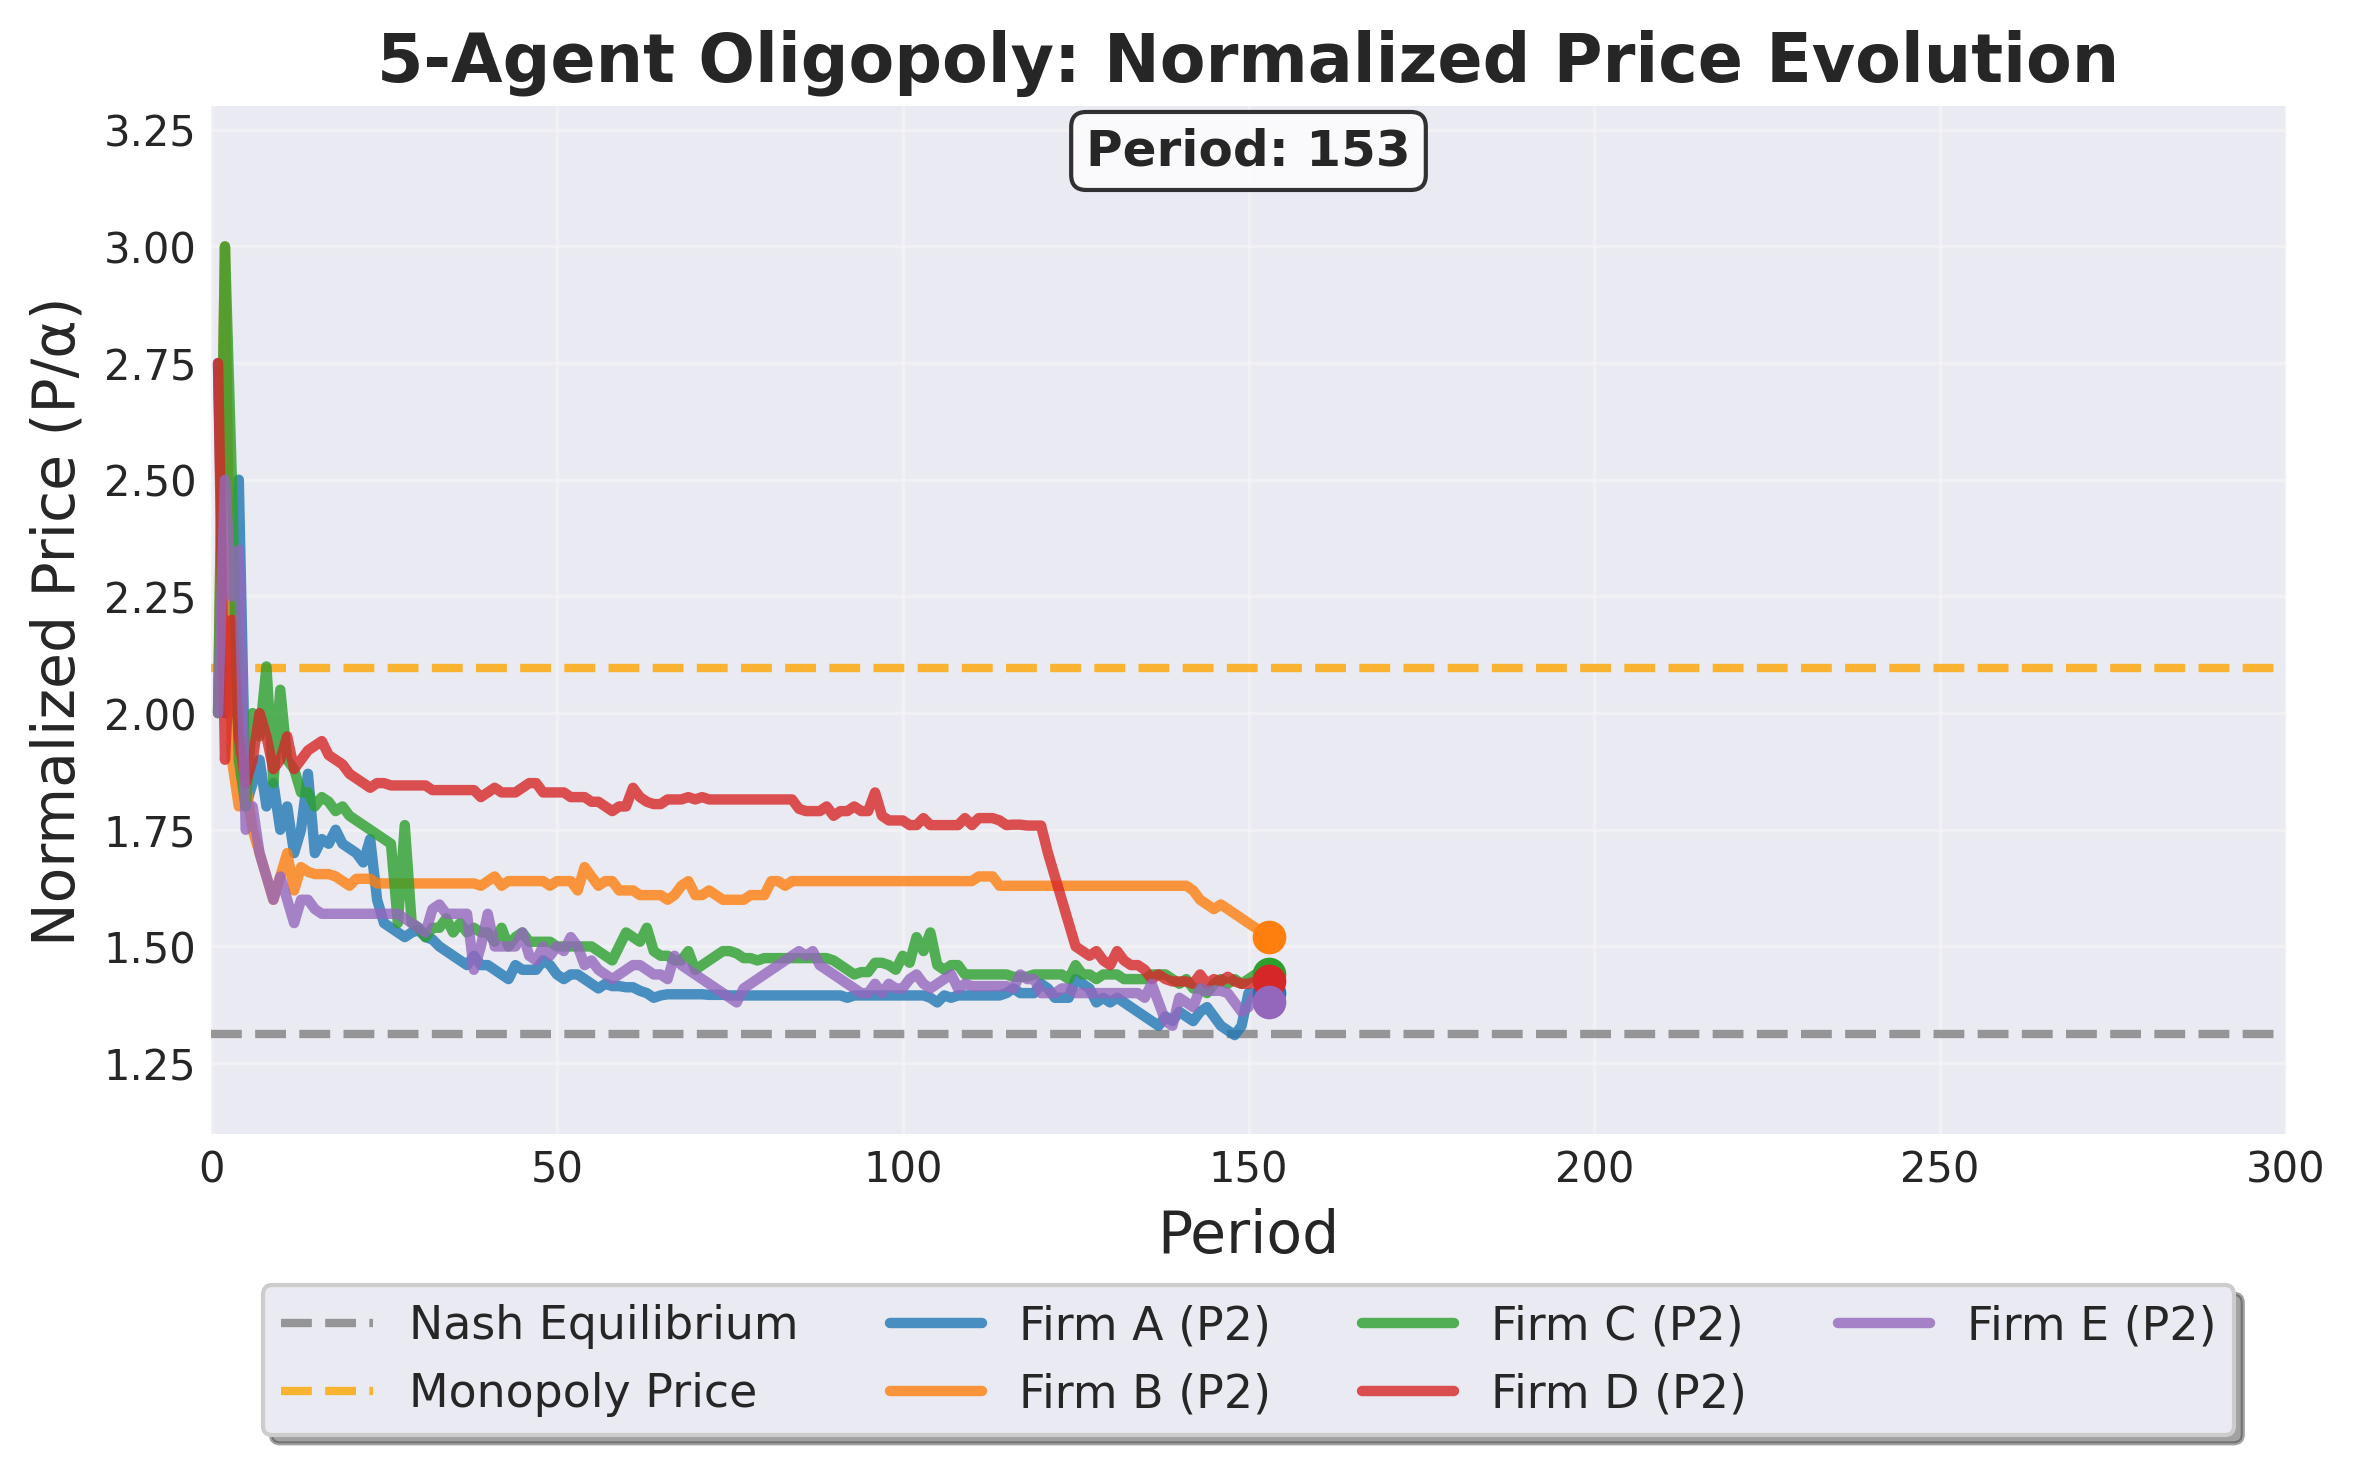 5-Agent Oligopoly: Normalized Price Evolution
Period: 153
Normalized Price (P/α)
3.25
3.00
2.75
2.50
2.25
2.00
1.75
1.50
1.25
0 50 100 150 200 250 300
Period
Nash Equilibrium
Monopoly Price
Firm A (P2)
Firm B (P2)
Firm C (P2)
Firm D (P2)
Firm E (P2)